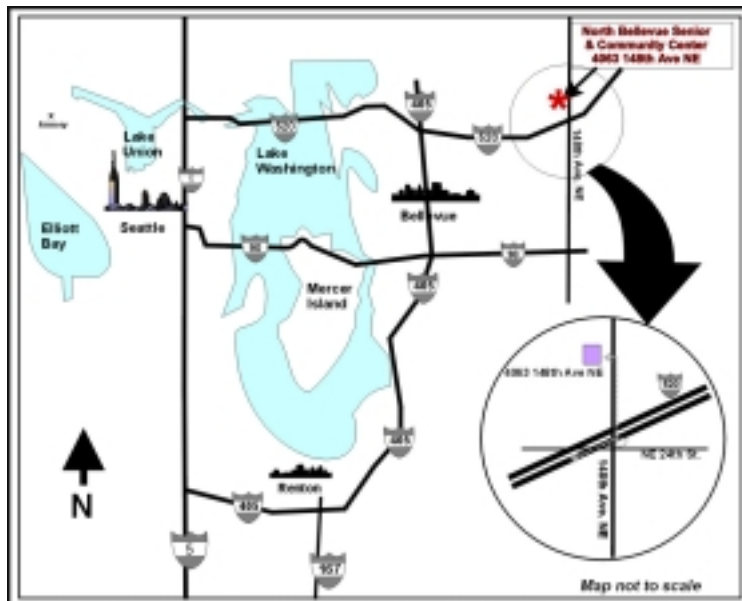 North Bellevue Senior
& Community Center
4063 148th Ave NE
405
520
520
Lake
Union
Lake
Washington
148th Ave, NE
5
Elliott
Bay
Seattle
Bellevue
90
90
Mercer
Island
405
4063 148th Ave NE
520
NE 24th St.
148th Ave, NE
405
N
Renton
405
5
167
Map not to scale